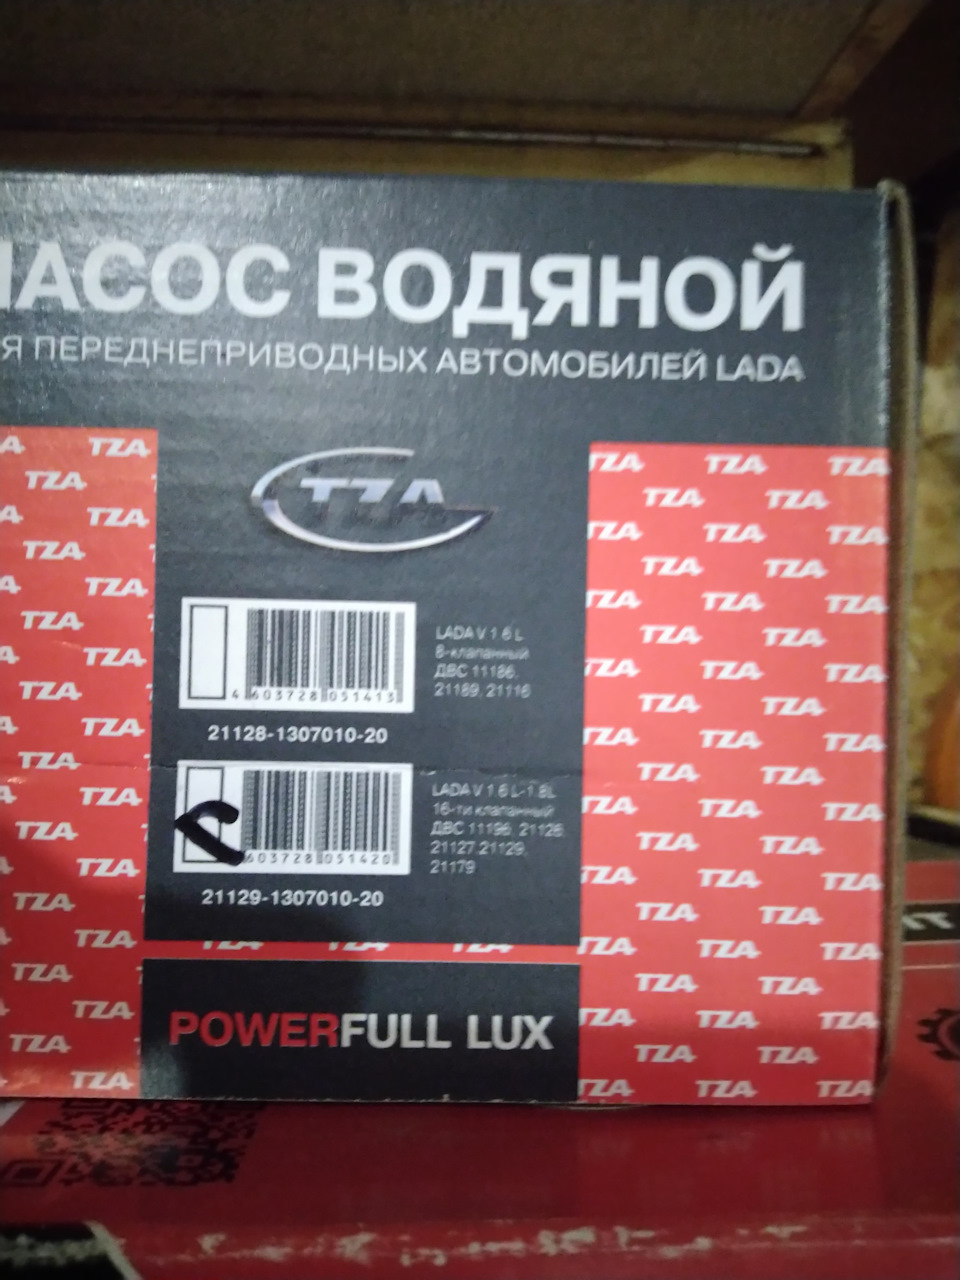 НАСОС ВОДЯНОЙ
Я ПЕРЕДНЕПРИВОДНЫХ АВТОМОБИЛЕЙ LADA
TZA
LADA V 1.6 L
8-клапанный
ДВС 11186,
21189, 21116
4 603728 051413
21128-1307010-20
LADA V 1.6 L-1.8L
16-ти клапанный
ДВС 11196, 21126,
21127,21129,
21179
603728 051420
21129-1307010-20
POWERFULL LUX